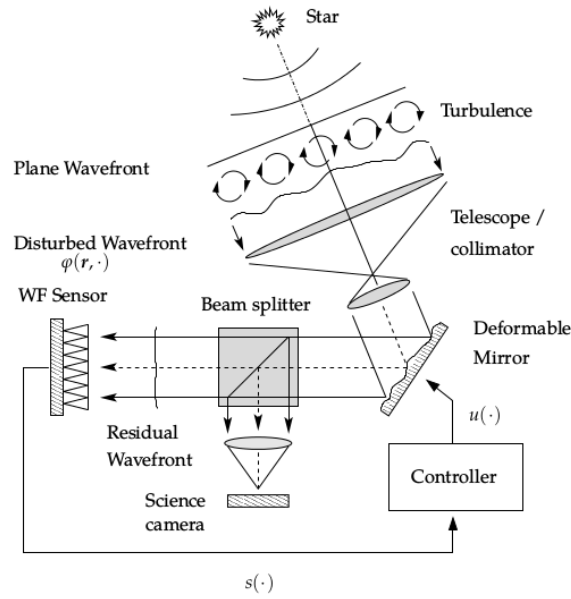 Star
Turbulence
Plane Wavefront
Telescope /
collimator
Disturbed Wavefront
φ(r, ·)
WF Sensor
Beam splitter
Deformable
Mirror
u(·)
Residual
Wavefront
Controller
Science
camera
s(·)